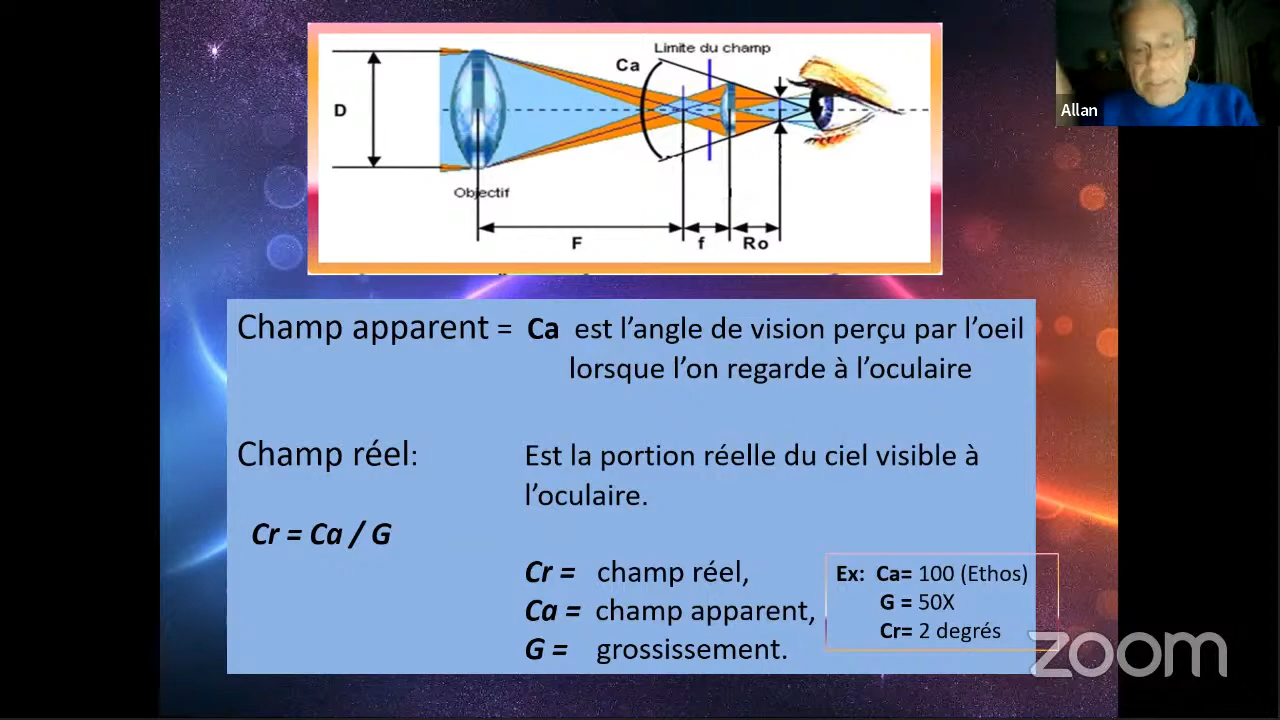 Limite du champ
Ca
D
Objectif
F
f
Ro
Allan
Champ apparent = Ca est l’angle de vision perçu par l’oeil
lorsque l’on regarde à l’oculaire
Champ réel: Est la portion réelle du ciel visible à
l’oculaire.
Cr = Ca / G
Cr = champ réel,
Ca = champ apparent,
G = grossissement.
Ex: Ca= 100 (Ethos)
G = 50X
Cr= 2 degrés
zoom